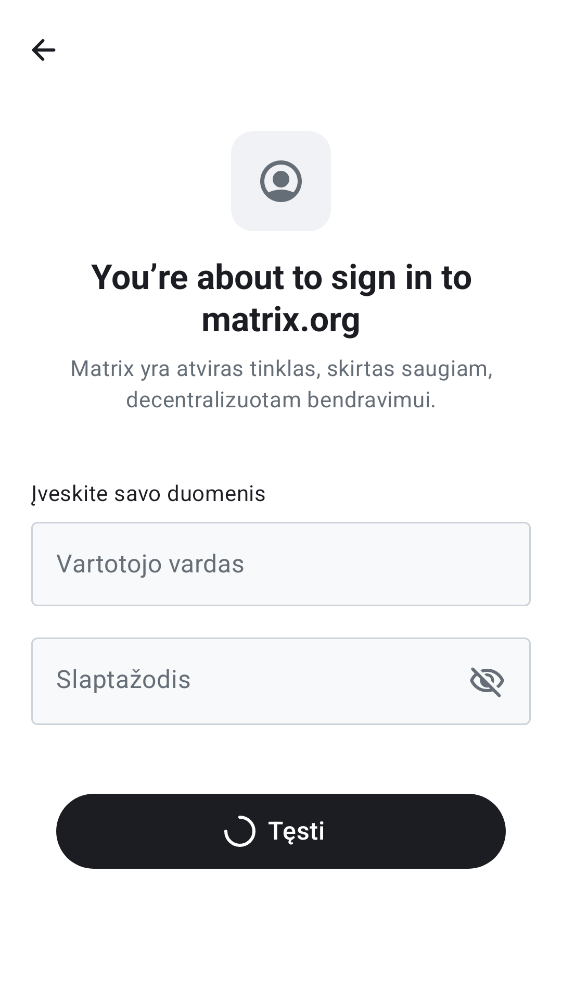 You’re about to sign in to
matrix.org
Matrix yra atviras tinklas, skirtas saugiam,
decentralizuotam bendravimui.
Įveskite savo duomenis
Vartotojo vardas
Slaptažodis
Tęsti